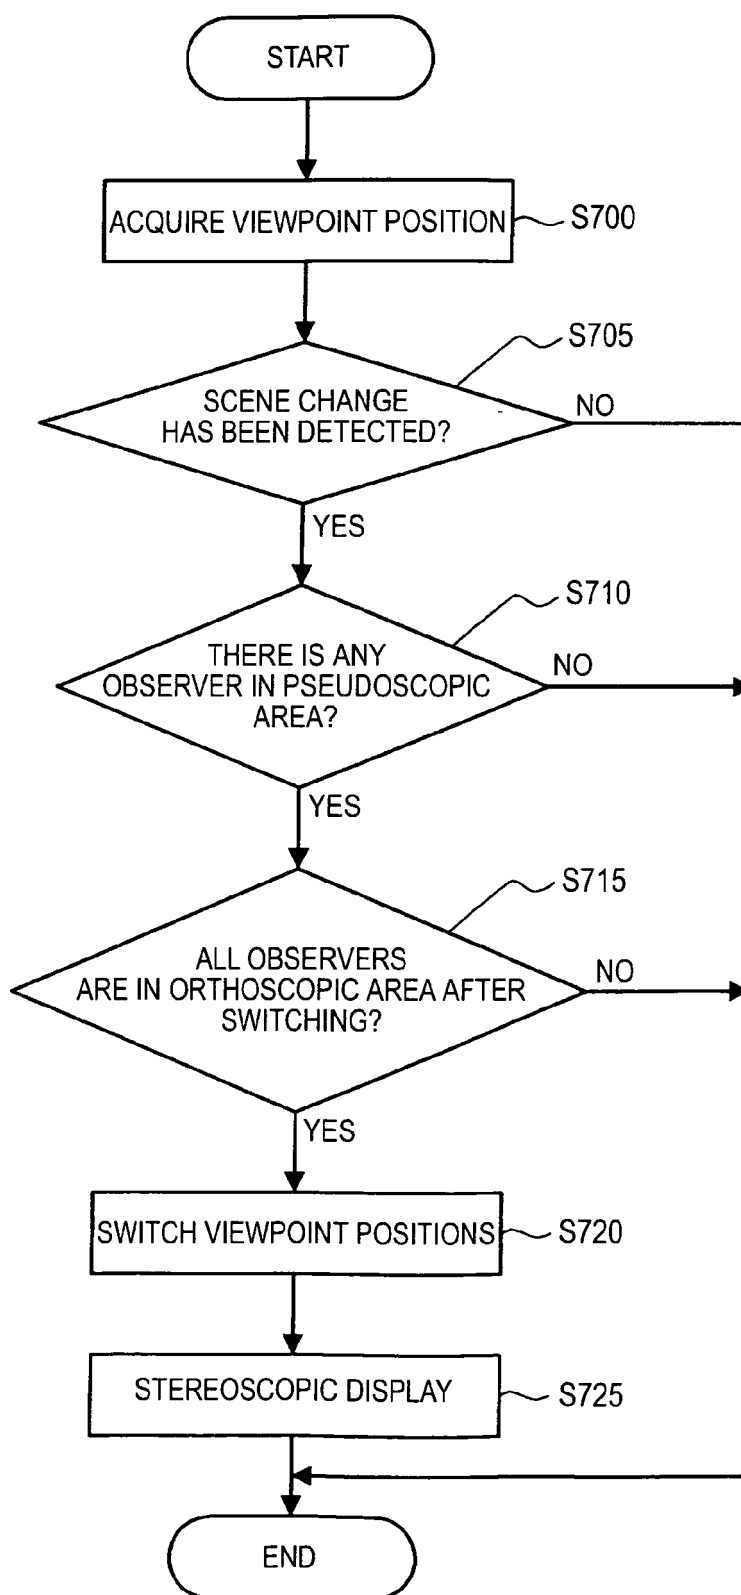 START
ACQUIRE VIEWPOINT POSITION
S700
S705
SCENE CHANGE
HAS BEEN DETECTED?
NO
YES
S710
THERE IS ANY
OBSERVER IN PSEUDOSCOPIC
AREA?
NO
YES
S715
ALL OBSERVERS
ARE IN ORTHOSCOPIC AREA AFTER
SWITCHING?
NO
YES
SWITCH VIEWPOINT POSITIONS
S720
STEREOSCOPIC DISPLAY
S725
END